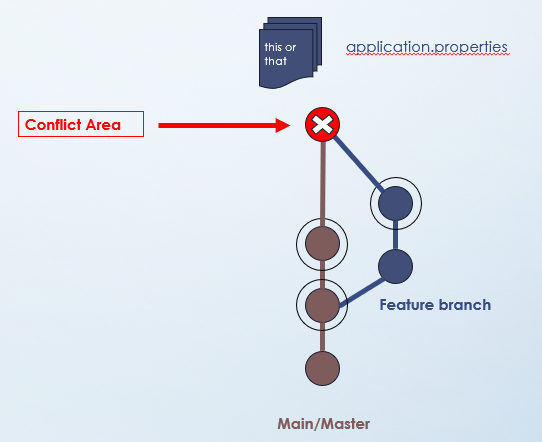 this or
that
application.properties
Conflict Area
Feature branch
Main/Master